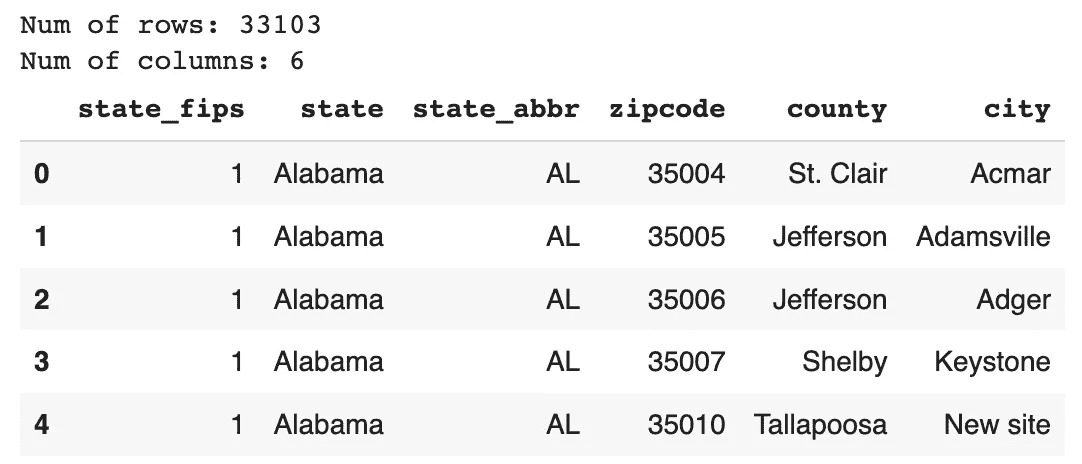 Num of rows: 33103
Num of columns: 6
state_fips state state_abbr zipcode county city
0 1 Alabama AL 35004 St. Clair Acmar
1 1 Alabama AL 35005 Jefferson Adamsville
2 1 Alabama AL 35006 Jefferson Adger
3 1 Alabama AL 35007 Shelby Keystone
4 1 Alabama AL 35010 Tallapoosa New site